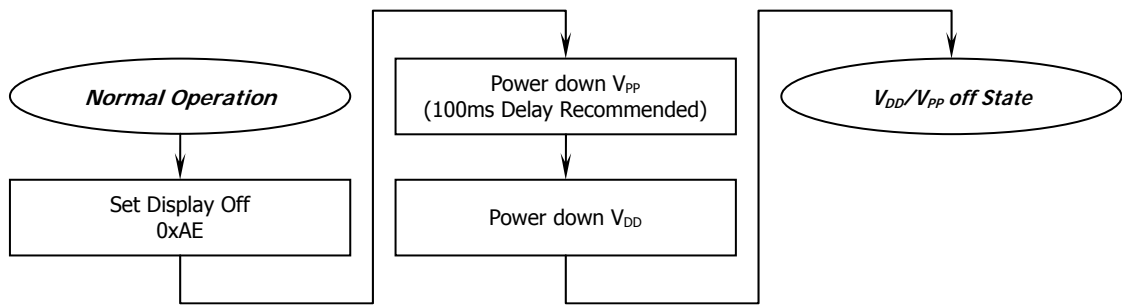 Normal Operation
Set Display Off
0xAE
Power down VPP
(100ms Delay Recommended)
Power down VDD
VDD/VPP off State